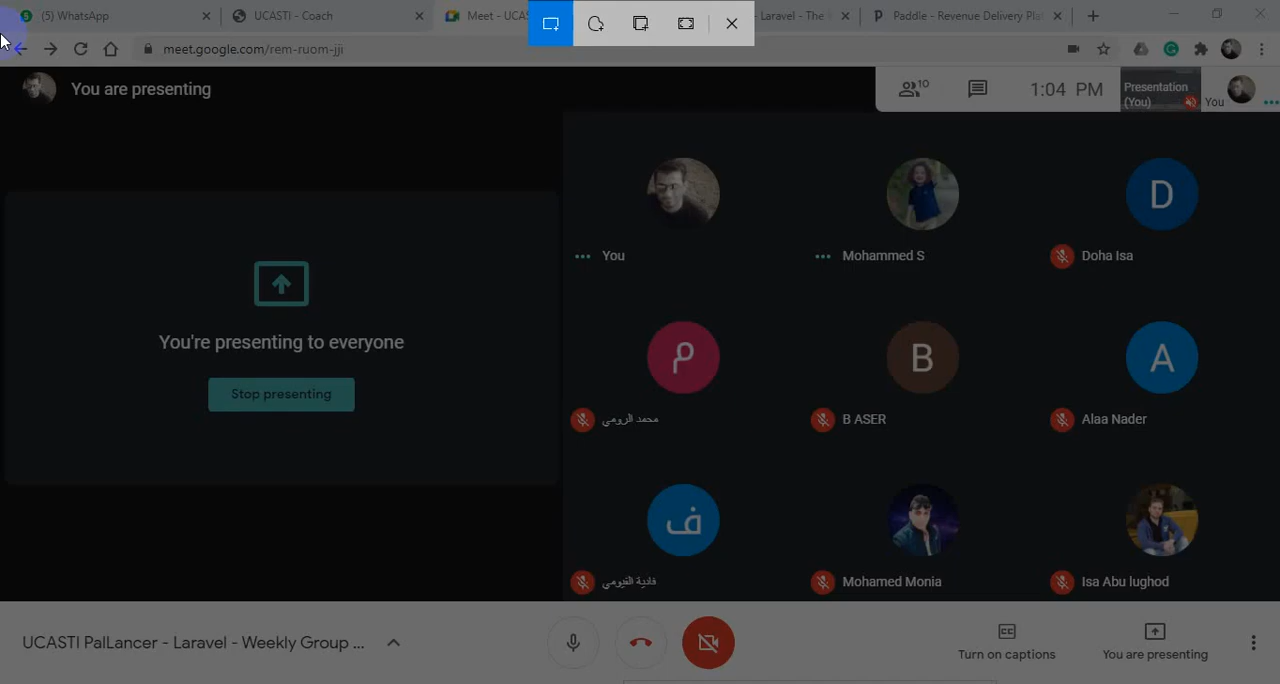 (5) WhatsApp
UCASTI - Coach
Meet - UCAS
- Laravel - The
Paddle - Revenue Delivery Pla
meet.google.com/rem-ruom-jji
You are presenting
10
1:04 PM
Presentation
(You)
You
You're presenting to everyone
Stop presenting
You
Mohammed S
D
Doha Isa
م
محمد الرومي
B
B ASER
A
Alaa Nader
ف
فادية الفيومي
Mohamed Monia
Isa Abu lughod
UCASTI PalLancer - Laravel - Weekly Group ...
CC
Turn on captions
You are presenting